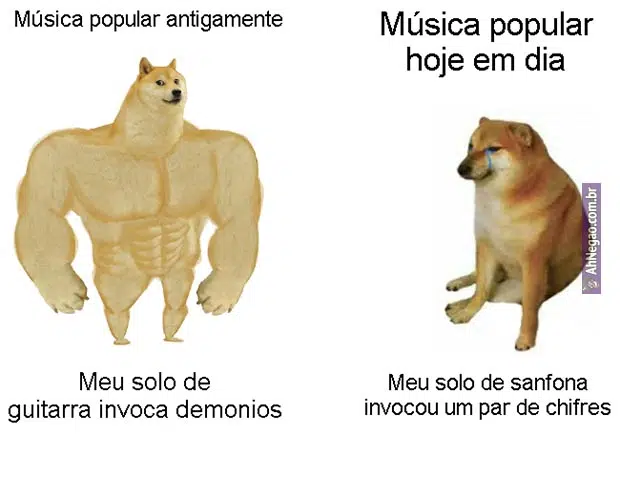 Música popular antigamente
Música popular
hoje em dia
AhNegão.com.br
Meu solo de
guitarra invoca demonios
Meu solo de sanfona
invocou um par de chifres